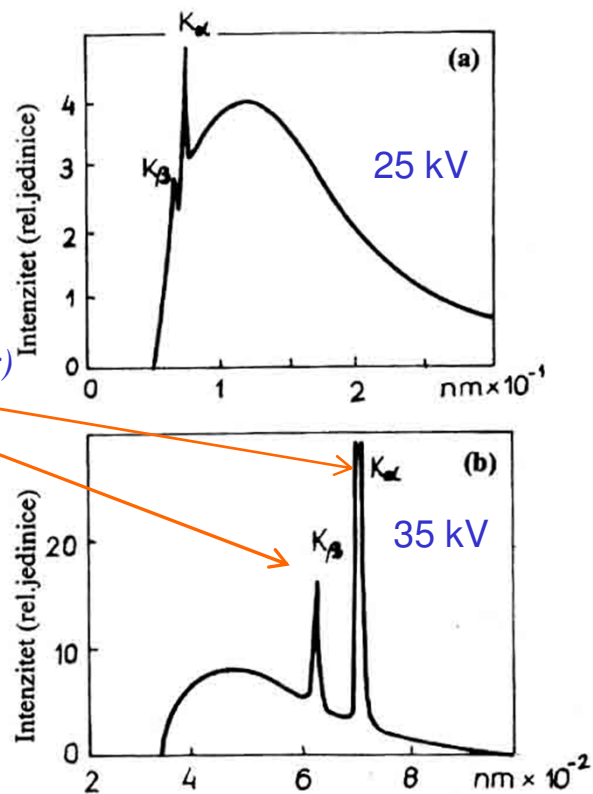 Kα
(a)
Intenzitet (rel.jedinice)
4
3
2
1
0
Kβ
25 kV
0
1
2
nm×10⁻¹
)
(b)
Kα
Kβ
35 kV
Intenzitet (rel.jedinice)
20
10
0
2
4
6
8
nm × 10⁻²